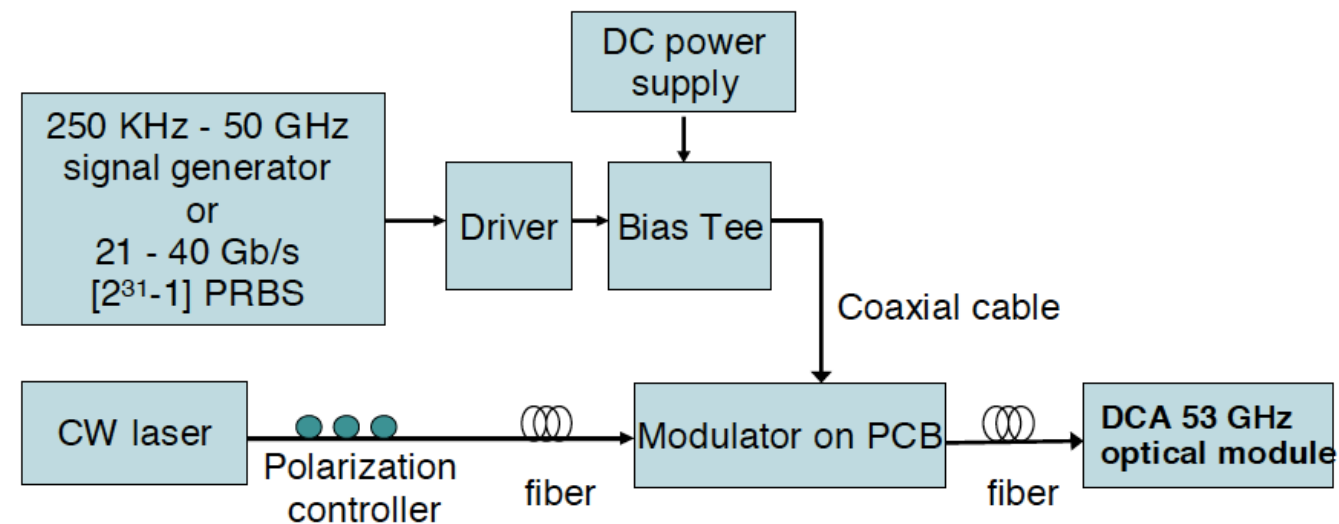 DC power
supply
250 KHz - 50 GHz
signal generator
or
21 - 40 Gb/s
[2³¹-1] PRBS
Driver
Bias Tee
Coaxial cable
CW laser
Polarization
controller
fiber
Modulator on PCB
fiber
DCA 53 GHz
optical module